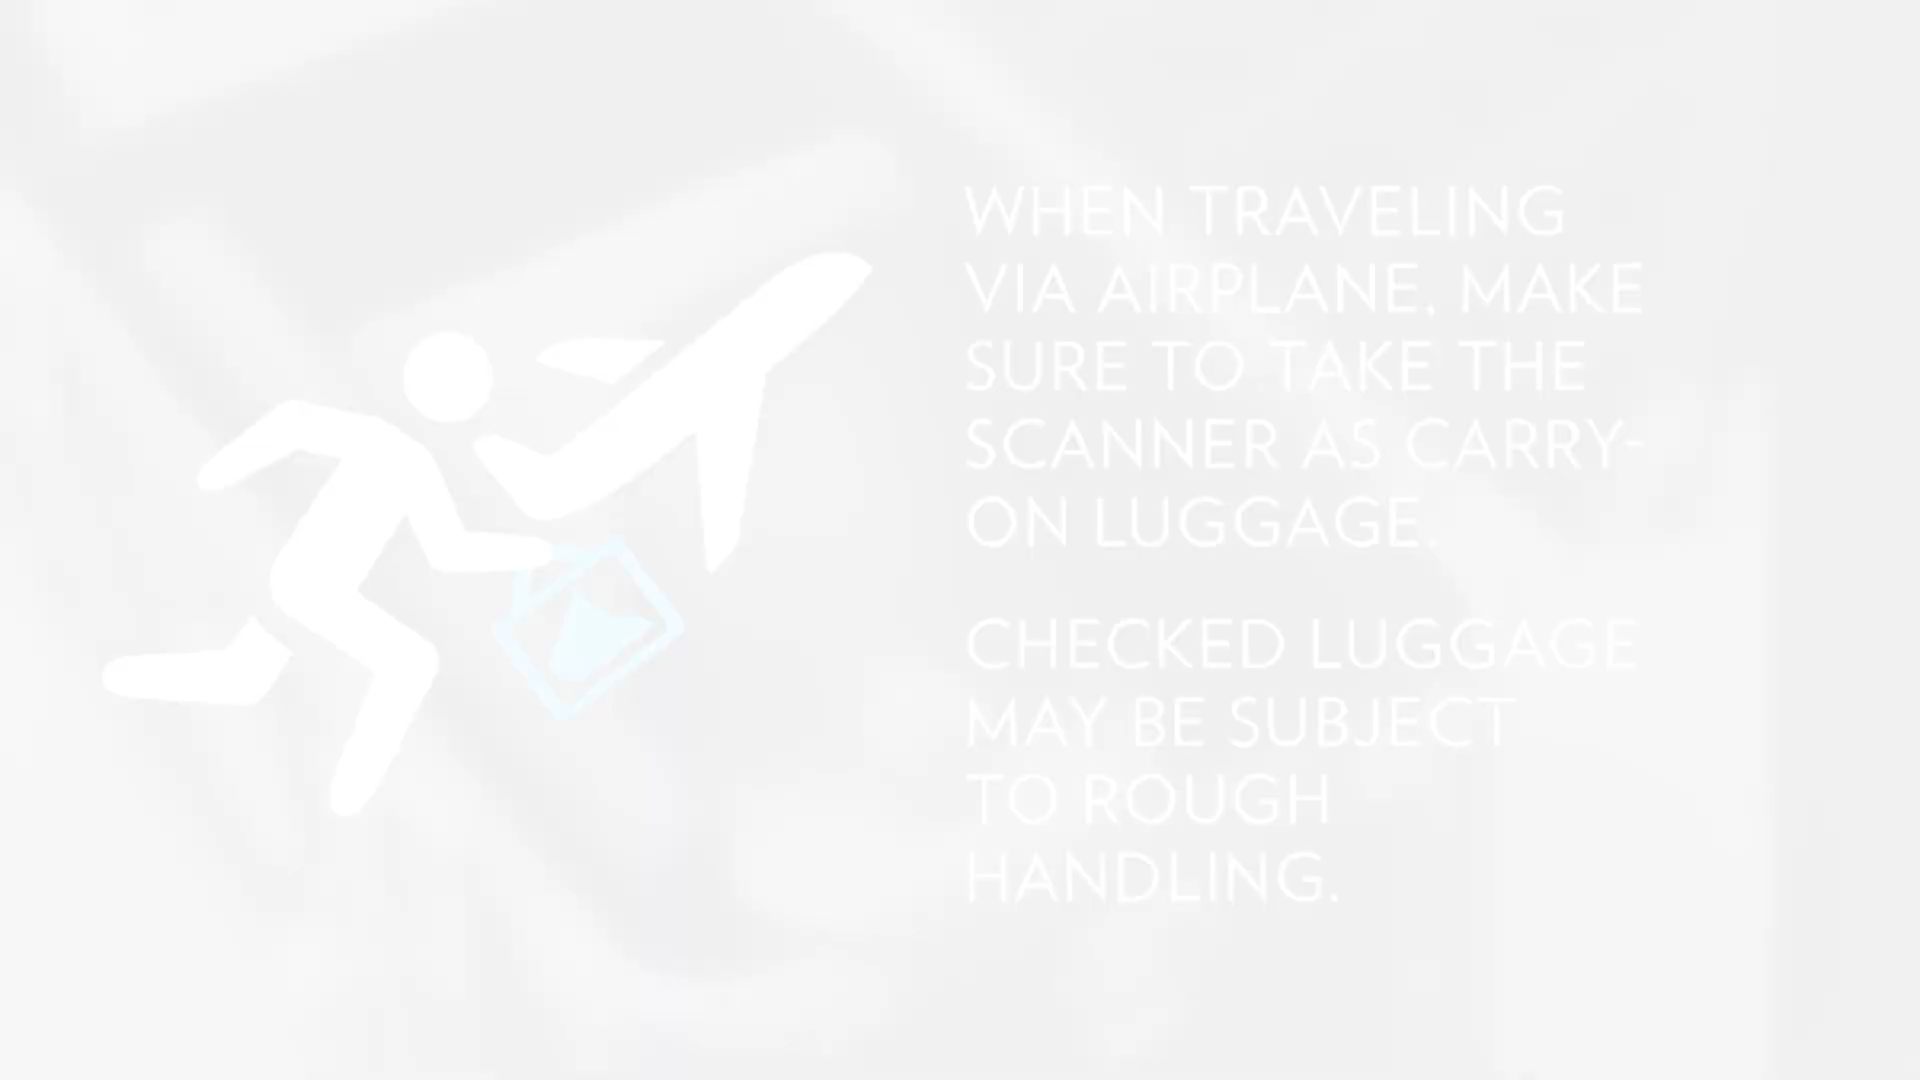 WHEN TRAVELING
VIA AIRPLANE, MAKE
SURE TO TAKE THE
SCANNER AS CARRY-
ON LUGGAGE.
CHECKED LUGGAGE
MAY BE SUBJECT
TO ROUGH
HANDLING.